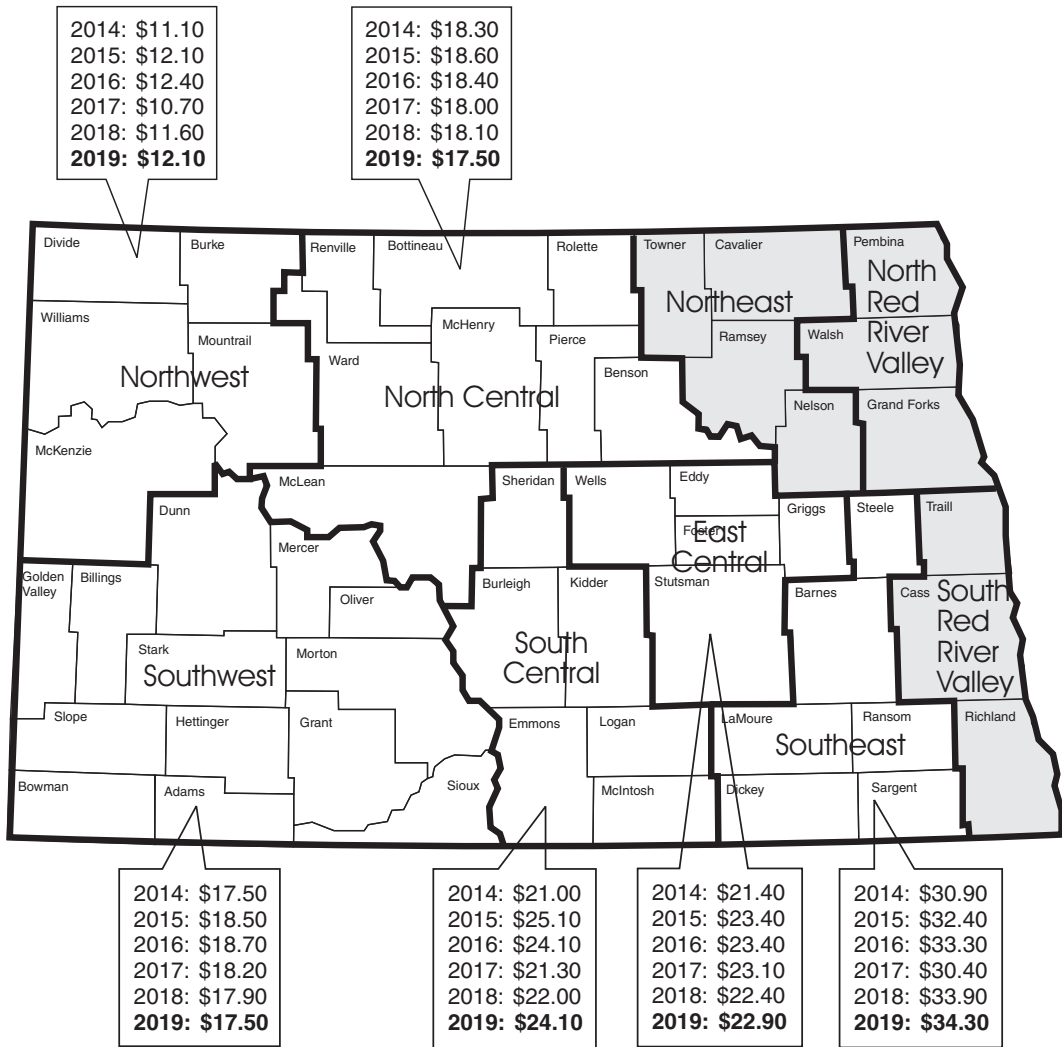 2014: $11.10
2015: $12.10
2016: $12.40
2017: $10.70
2018: $11.60
2019: $12.10
2014: $18.30
2015: $18.60
2016: $18.40
2017: $18.00
2018: $18.10
2019: $17.50
Divide
Burke
Renville
Bottineau
Rolette
Towner
Cavalier
Pembina
North
Red
River
Valley
Northeast
Williams
McHenry
Mountrail
Pierce
Ramsey
Walsh
Ward
Benson
Northwest
North Central
Nelson
Grand Forks
McKenzie
McLean
Sheridan
Wells
Eddy
Dunn
Griggs
Steele
Traill
Foster
East
Central
Mercer
Golden
Valley
Billings
Burleigh
Kidder
Stutsman
Barnes
Cass
South
Red
River
Valley
Oliver
Stark
Morton
South
Central
Southwest
Slope
Hettinger
Grant
Emmons
Logan
LaMoure
Ransom
Richland
Southeast
Bowman
Adams
Sioux
McIntosh
Dickey
Sargent
2014: $17.50
2015: $18.50
2016: $18.70
2017: $18.20
2018: $17.90
2019: $17.50
2014: $21.00
2015: $25.10
2016: $24.10
2017: $21.30
2018: $22.00
2019: $24.10
2014: $21.40
2015: $23.40
2016: $23.40
2017: $23.10
2018: $22.40
2019: $22.90
2014: $30.90
2015: $32.40
2016: $33.30
2017: $30.40
2018: $33.90
2019: $34.30